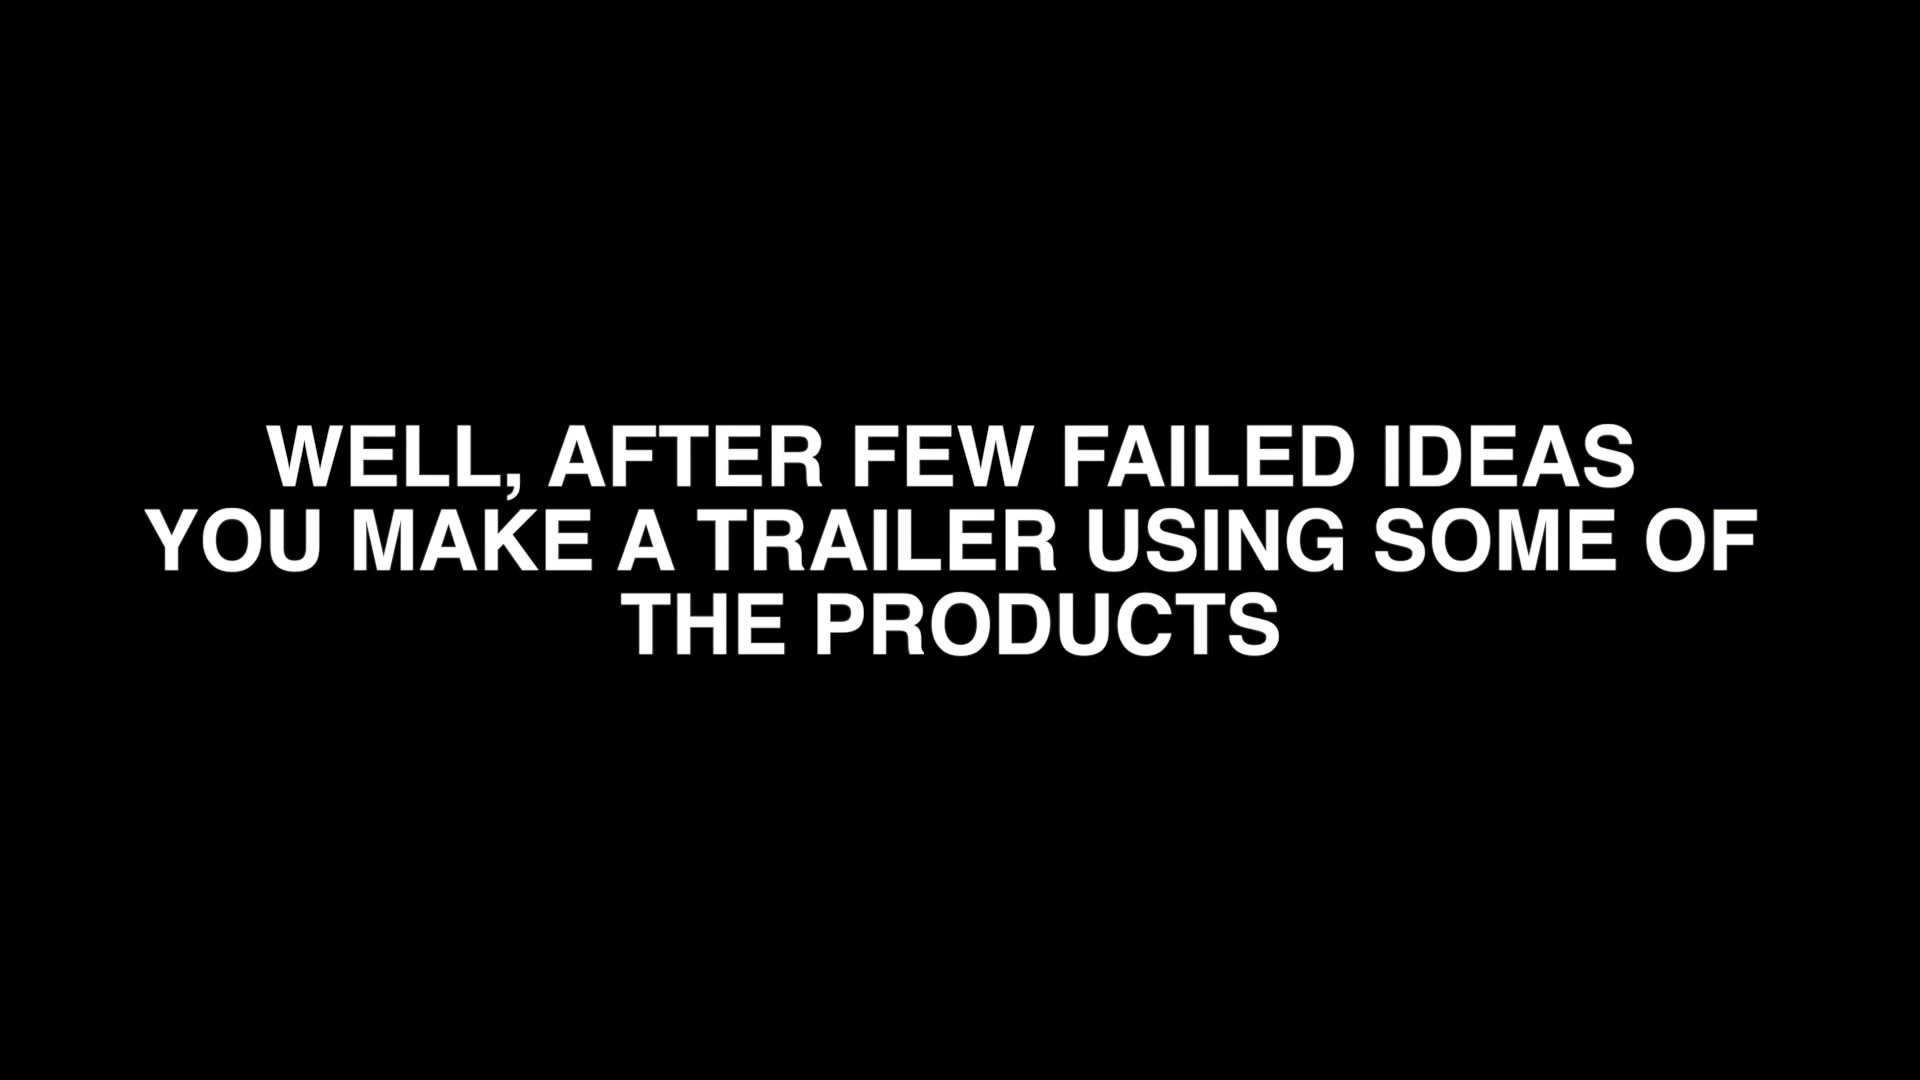 WELL, AFTER FEW FAILED IDEAS
YOU MAKE A TRAILER USING SOME OF
THE PRODUCTS